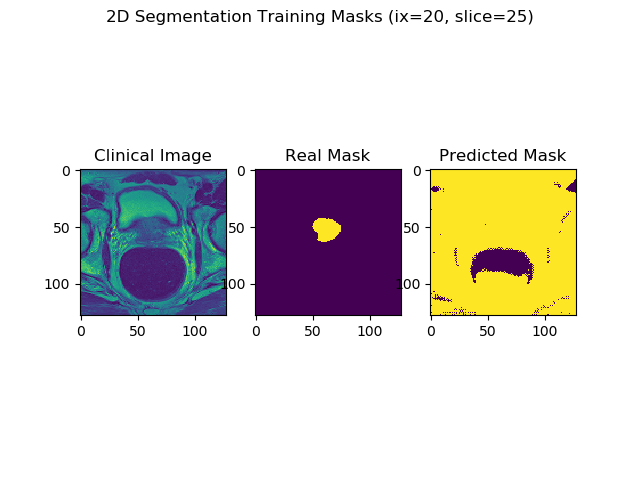 2D Segmentation Training Masks (ix=20, slice=25)
Clinical Image Real Mask Predicted Mask
0 0 0
50 50 50
100 100 100
0 50 100 0 50 100 0 50 100